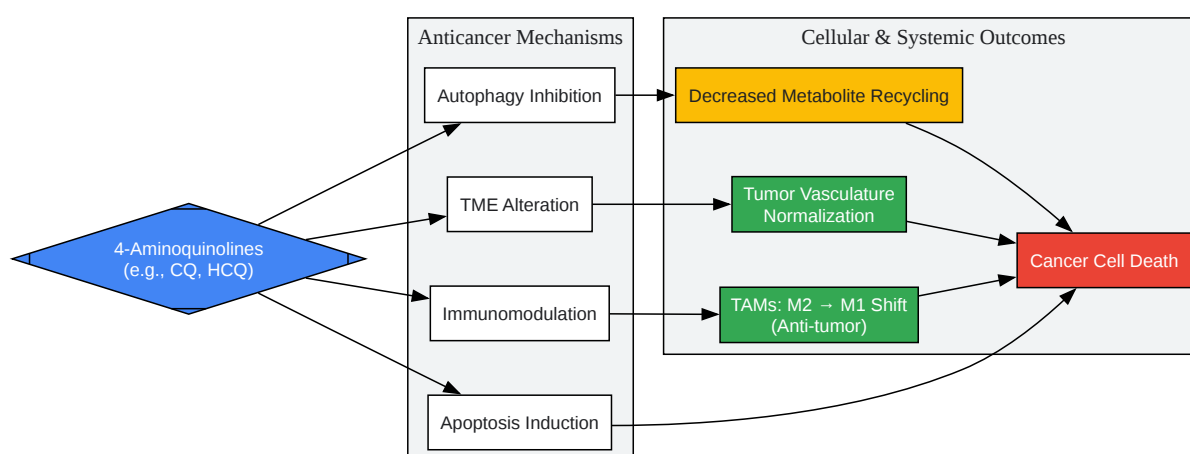 Anticancer Mechanisms
Cellular & Systemic Outcomes
Autophagy Inhibition
Decreased Metabolite Recycling
TME Alteration
Tumor Vasculature
Normalization
4-Aminoquinolines
(e.g., CQ, HCQ)
Cancer Cell Death
Immunomodulation
TAMs: M2 → M1 Shift
(Anti-tumor)
Apoptosis Induction